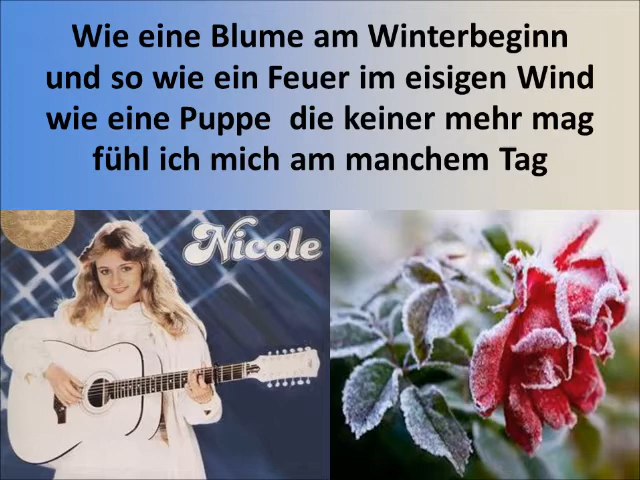 Wie eine Blume am Winterbeginn
und so wie ein Feuer im eisigen Wind
wie eine Puppe  die keiner mehr mag
fühl ich mich am manchem Tag
Nicole